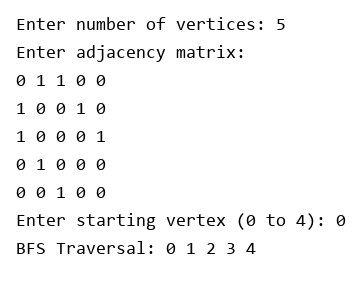 Enter number of vertices: 5
Enter adjacency matrix:
0 1 1 0 0
1 0 0 1 0
1 0 0 0 1
0 1 0 0 0
0 0 1 0 0
Enter starting vertex (0 to 4): 0
BFS Traversal: 0 1 2 3 4